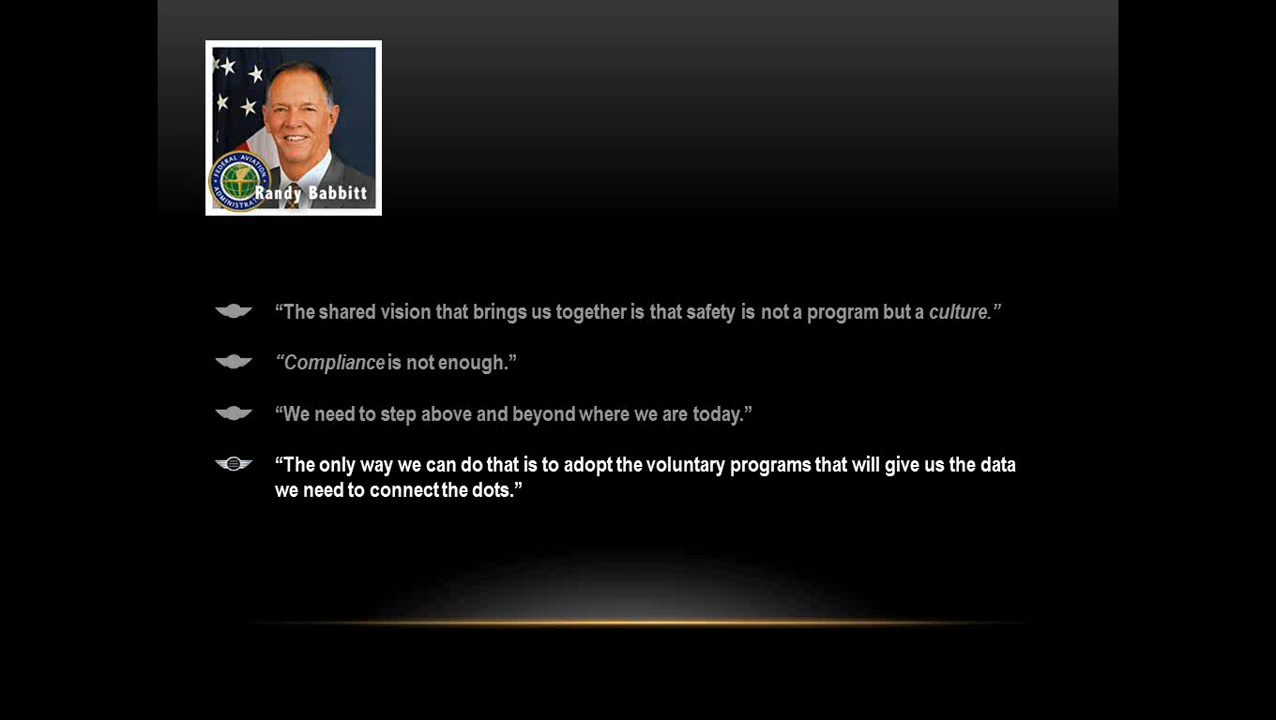 FEDERAL AVIATION
ADMINISTRAT
Randy Babbitt
“The shared vision that brings us together is that safety is not a program but a culture.”
“Compliance is not enough.”
“We need to step above and beyond where we are today.”
“The only way we can do that is to adopt the voluntary programs that will give us the data
we need to connect the dots.”